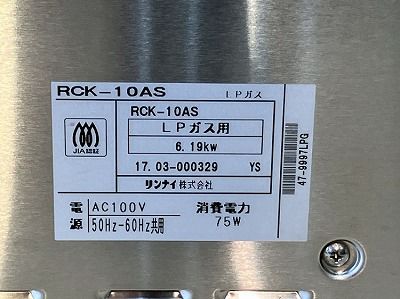 RCK-10AS LPガス
RCK-10AS
LPガス用
6.19kw
17.03-000329 YS
リンナイ株式会社
JIA認証
47-9997LPG
電源 AC100V
50Hz-60Hz共用
消費電力
75W